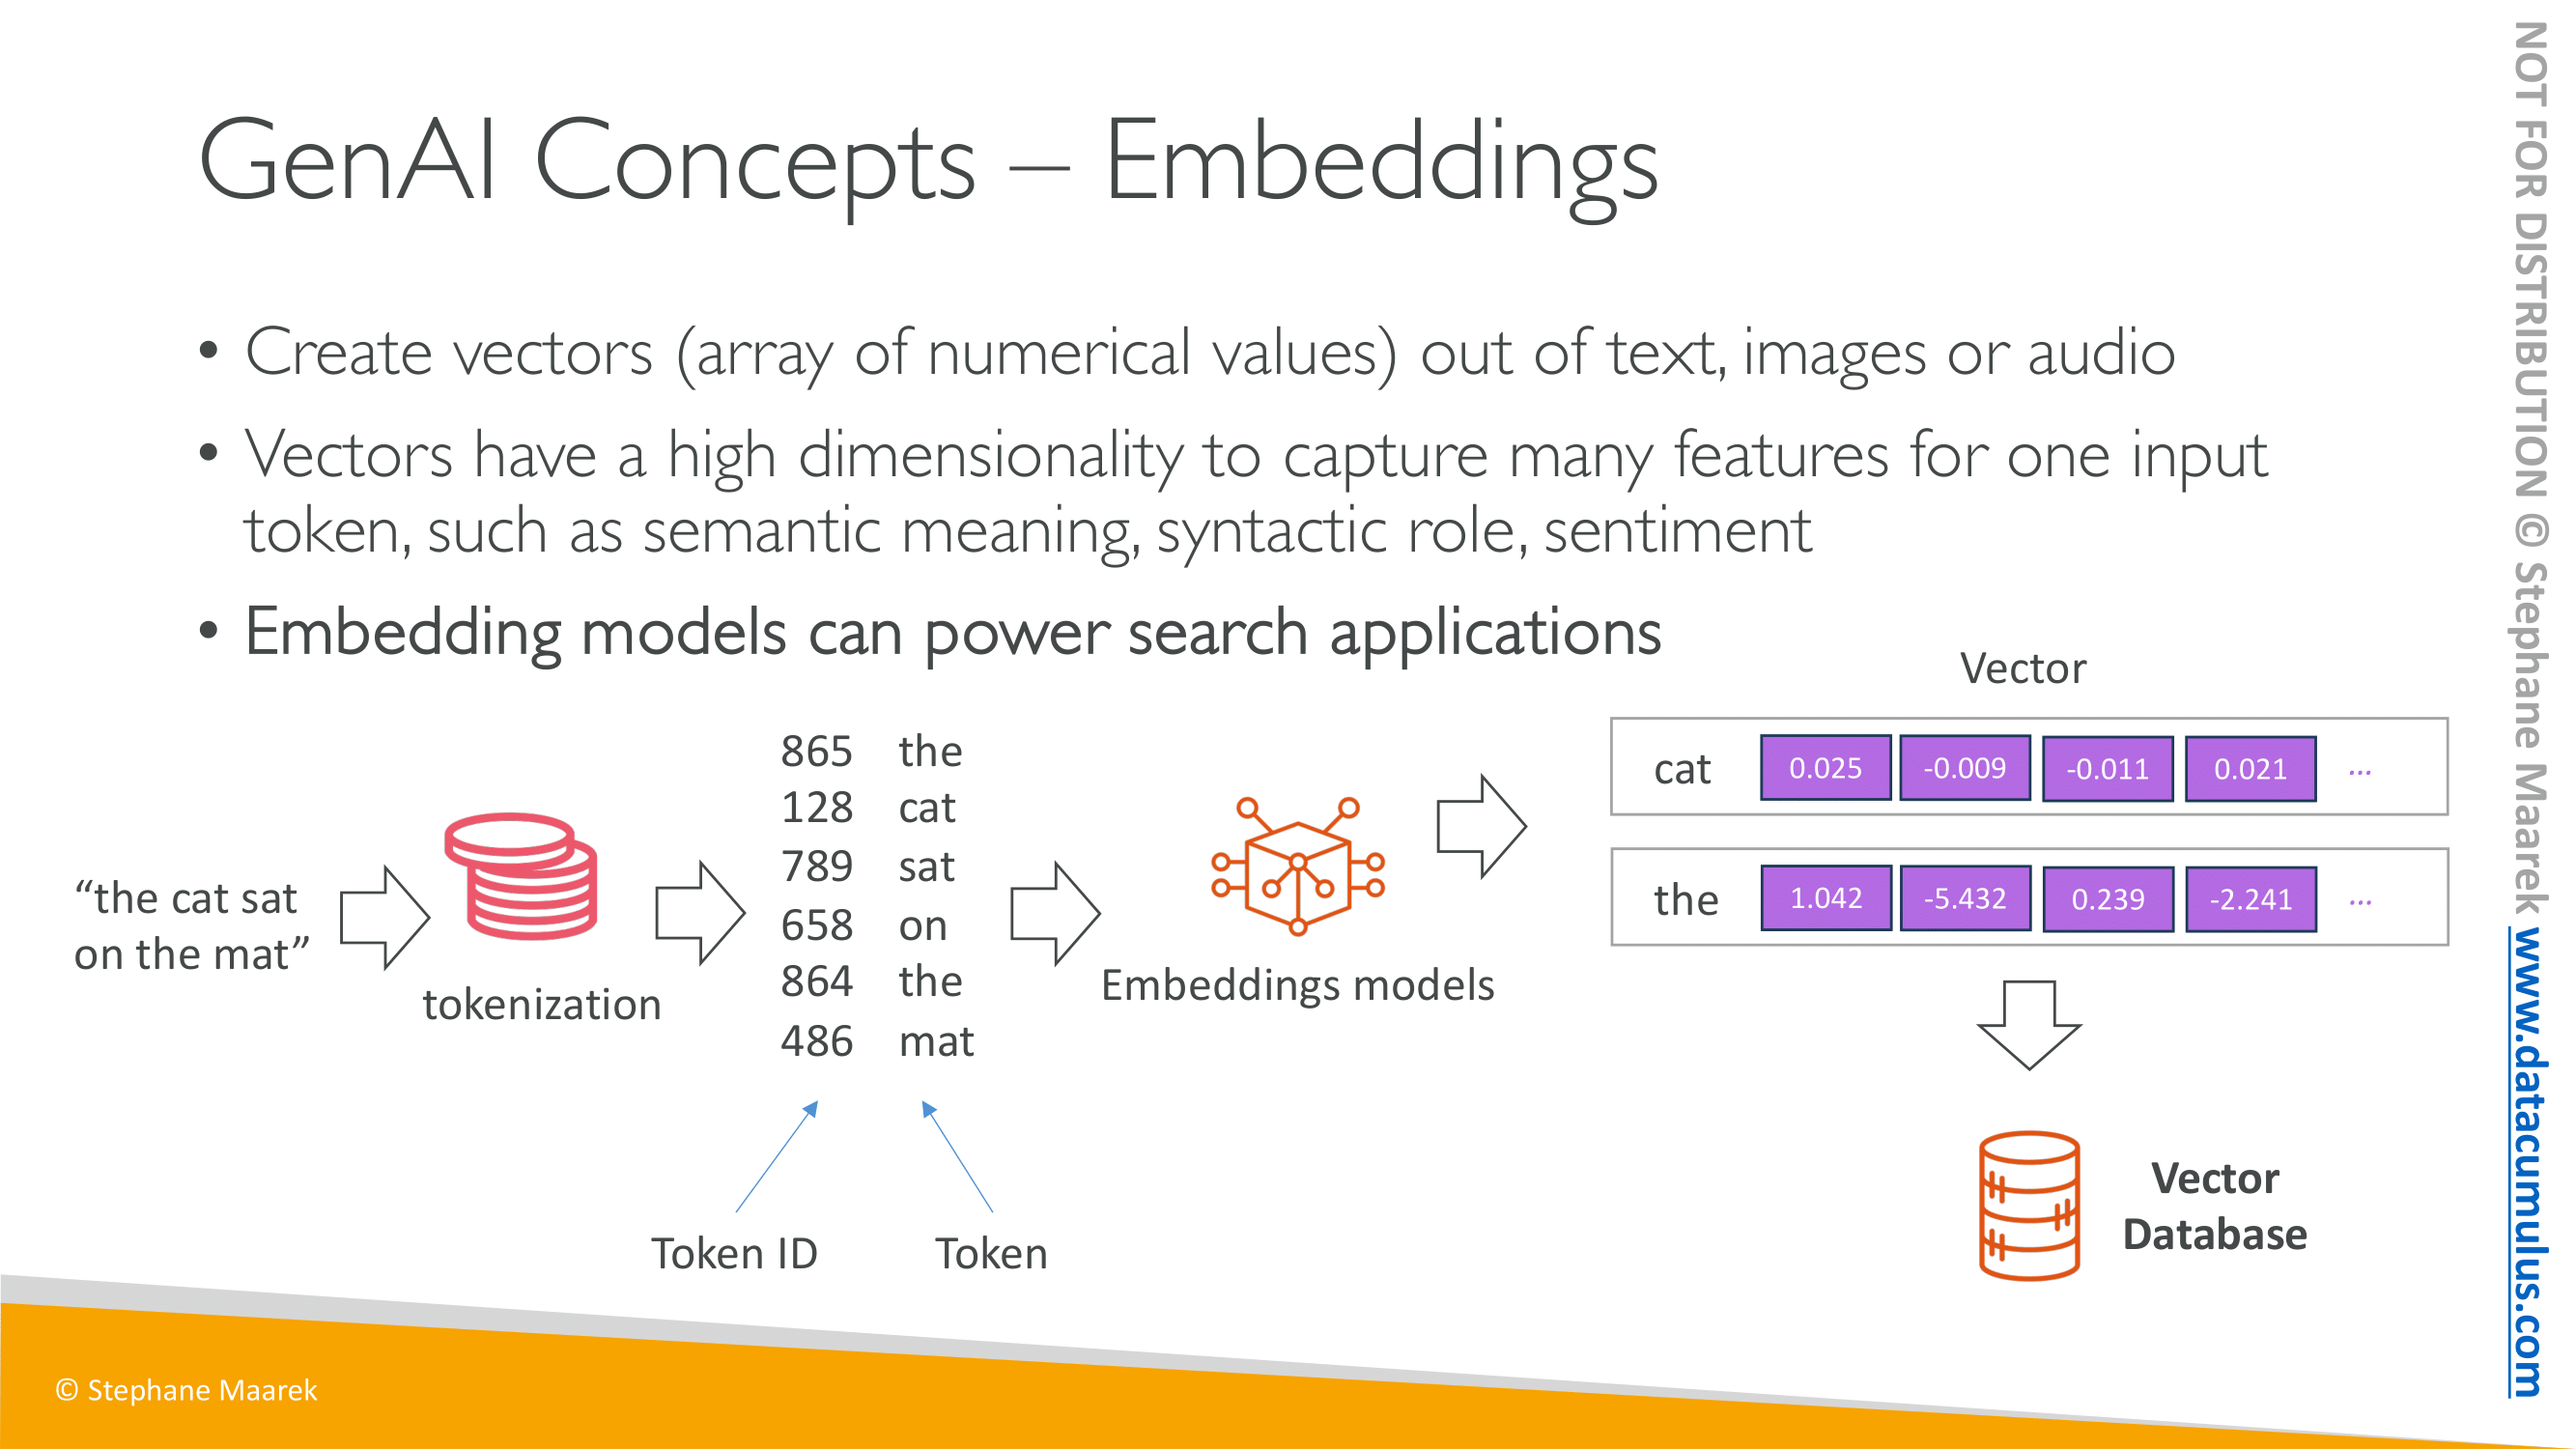 GenAI Concepts – Embeddings
• Create vectors (array of numerical values) out of text, images or audio
• Vectors have a high dimensionality to capture many features for one input
token, such as semantic meaning, syntactic role, sentiment
• Embedding models can power search applications
“the cat sat
on the mat”
tokenization
865 the
128 cat
789 sat
658 on
864 the
486 mat
Token ID
Token
Embeddings models
Vector
cat 0.025 -0.009 -0.011 0.021 ...
the 1.042 -5.432 0.239 -2.241 ...
Vector
Database
© Stephane Maarek
NOT FOR DISTRIBUTION © Stephane Maarek www.datacumulus.com